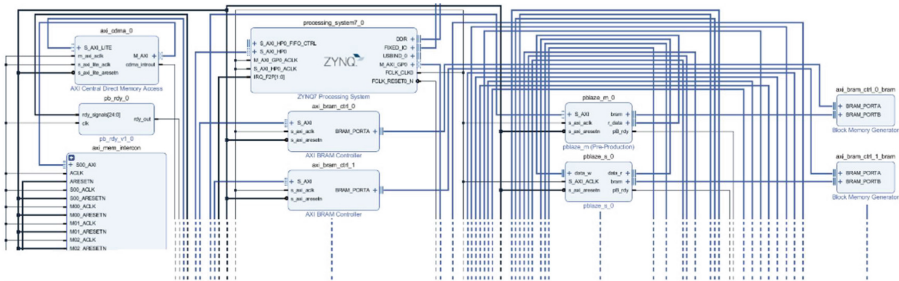 axi_cdma_0
S_AXI_LITE
m_axi_aclk
s_axi_lite_aclk
s_axi_lite_aresetn
M_AXI
cdma_introut
AXI Central Direct Memory Access
pb_rdy_0
rdy_signals[24:0]
clk
rdy_out
pb_rdy_v1_0
axi_mem_intercon
S00_AXI
ACLK
ARESETN
S00_ACLK
S00_ARESETN
M00_ACLK
M00_ARESETN
M01_ACLK
M01_ARESETN
M02_ACLK
M02_ARESETN
processing_system7_0
S_AXI_HP0_FIFO_CTRL
S_AXI_HP0
M_AXI_GP0_ACLK
S_AXI_HP0_ACLK
IRQ_F2P[1:0]
ZYNQ
DDR
FIXED_IO
USBIND_0
M_AXI_GP0
FCLK_CLK0
FCLK_RESET0_N
ZYNQ7 Processing System
axi_bram_ctrl_0
S_AXI
s_axi_aclk
s_axi_aresetn
BRAM_PORTA
AXI BRAM Controller
axi_bram_ctrl_1
S_AXI
s_axi_aclk
s_axi_aresetn
BRAM_PORTA
AXI BRAM Controller
pblaze_m_0
S_AXI
s_axi_aclk
s_axi_aresetn
bram
r_data
pB_rdy
pblaze_m (Pre-Production)
pblaze_s_0
data_w
S_AXI_ACLK
s_axi_aresetn
data_r
bram
pB_rdy
pblaze_s_0
axi_bram_ctrl_0_bram
BRAM_PORTA
BRAM_PORTB
Block Memory Generator
axi_bram_ctrl_1_bram
BRAM_PORTA
BRAM_PORTB
Block Memory Generator